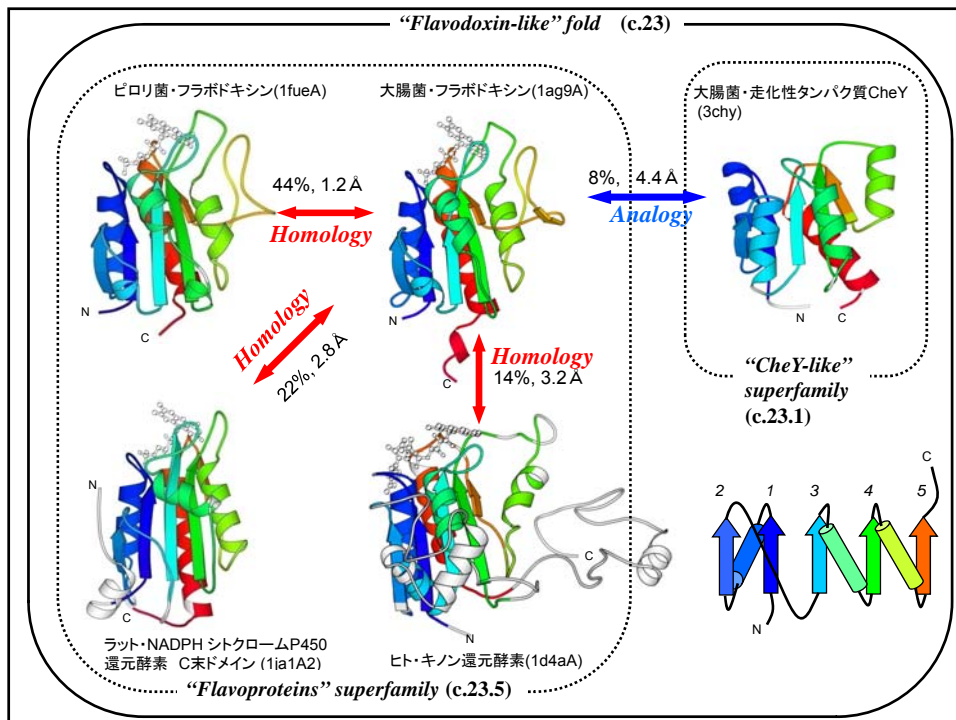 “Flavodoxin-like” fold (c.23)
ピロリ菌・フラボドキシン(1fueA)
大腸菌・フラボドキシン(1ag9A)
大腸菌・走化性タンパク質CheY
(3chy)
44%, 1.2Å
Homology
8%, 4.4Å
Analogy
N
C
N
C
N
C
Homology
22%, 2.8Å
Homology
14%, 3.2Å
“CheY-like”
superfamily
(c.23.1)
N
C
N
C
2 1 3 4 5
C
N
ラット・NADPH シトクロームP450
還元酵素 C末ドメイン (1ja1A2)
ヒト・キノン還元酵素(1d4aA)
“Flavoproteins” superfamily (c.23.5)